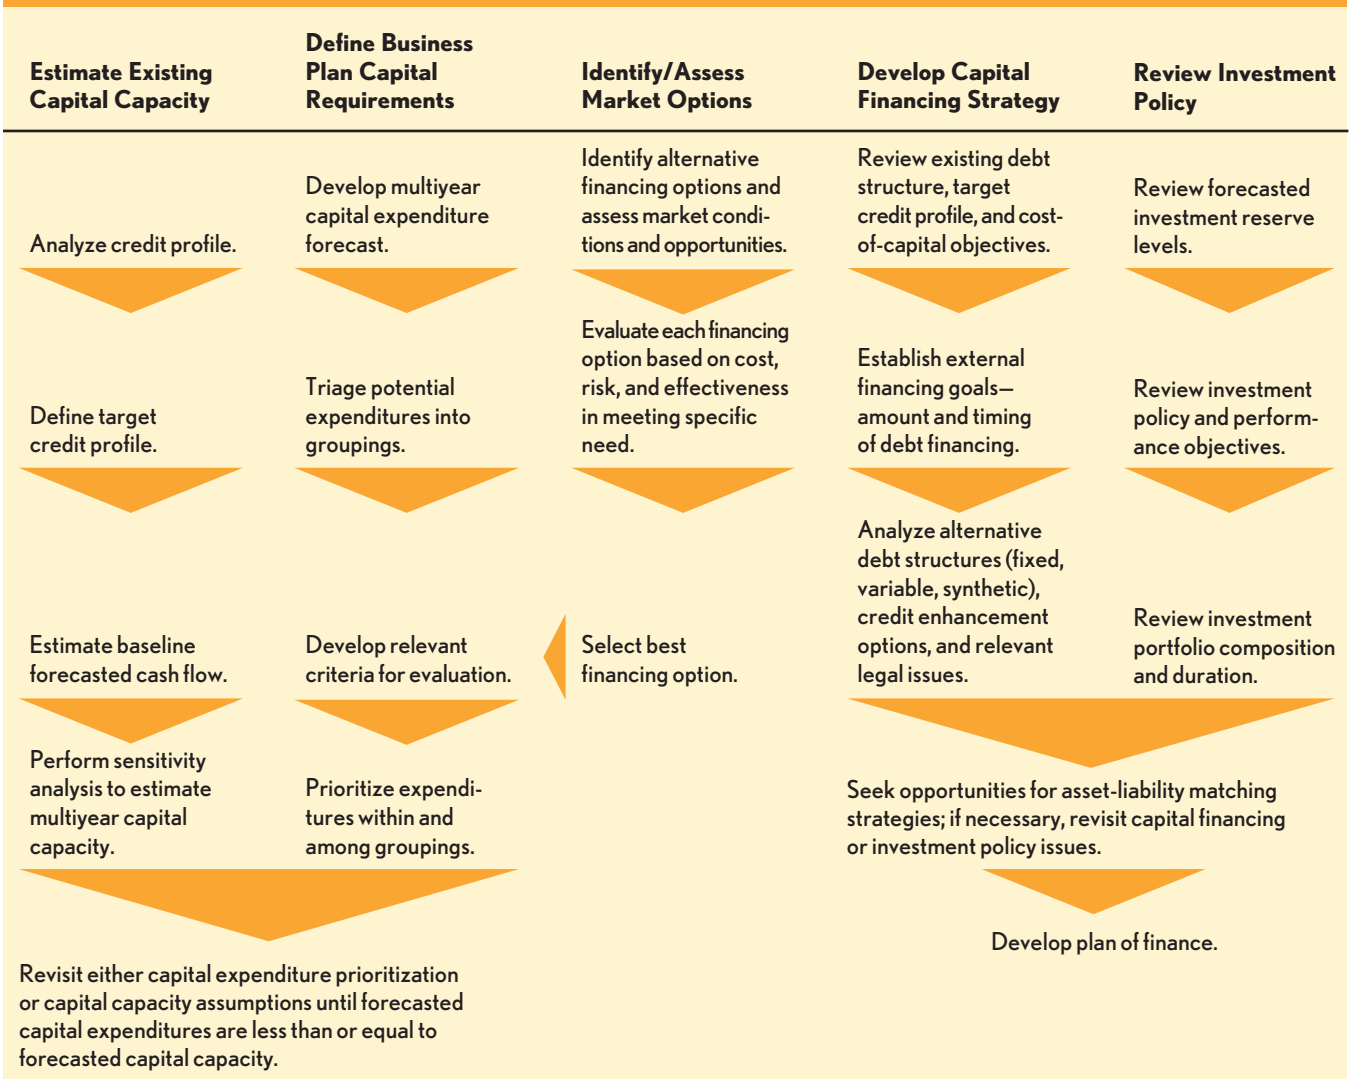 Estimate Existing
Capital Capacity
Define Business
Plan Capital
Requirements
Identify/Assess
Market Options
Develop Capital
Financing Strategy
Review Investment
Policy
Analyze credit profile.
Define target
credit profile.
Estimate baseline
forecasted cash flow.
Perform sensitivity
analysis to estimate
multiyear capital
capacity.
Develop multiyear
capital expenditure
forecast.
Triage potential
expenditures into
groupings.
Develop relevant
criteria for evaluation.
Prioritize expendi-
tures within and
among groupings.
Revisit either capital expenditure prioritization
or capital capacity assumptions until forecasted
capital expenditures are less than or equal to
forecasted capital capacity.
Identify alternative
financing options and
assess market condi-
tions and opportunities.
Evaluate each financing
option based on cost,
risk, and effectiveness
in meeting specific
need.
Select best
financing option.
Review existing debt
structure, target
credit profile, and cost-
of-capital objectives.
Establish external
financing goals—
amount and timing
of debt financing.
Analyze alternative
debt structures (fixed,
variable, synthetic),
credit enhancement
options, and relevant
legal issues.
Review forecasted
investment reserve
levels.
Review investment
policy and perform-
ance objectives.
Review investment
portfolio composition
and duration.
Seek opportunities for asset-liability matching
strategies; if necessary, revisit capital financing
or investment policy issues.
Develop plan of finance.